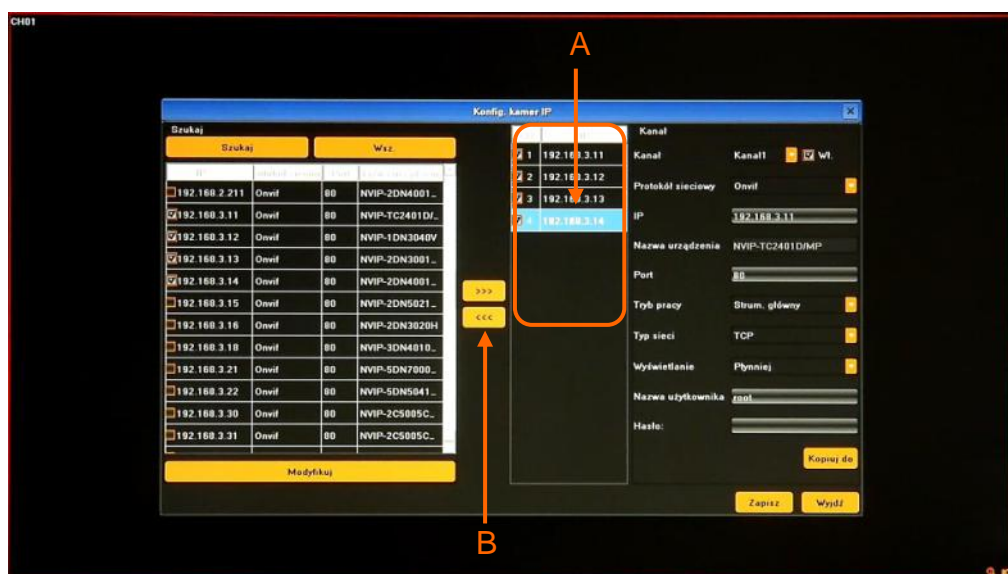 CH01
A
Konfig. kamer IP
Szukaj
Szukaj
Wsz.
IP
Port
192.168.2.211 Onvif 80 NVIP-2DN4001_
192.168.3.11 Onvif 80 NVIP-TC2401D/_
192.168.3.12 Onvif 80 NVIP-1DN3040V
192.168.3.13 Onvif 80 NVIP-2DN3001_
192.168.3.14 Onvif 80 NVIP-2DN4001_
192.168.3.15 Onvif 80 NVIP-2DN5021_
192.168.3.16 Onvif 80 NVIP-2DN3020H
192.168.3.18 Onvif 80 NVIP-3DN4010_
192.168.3.21 Onvif 80 NVIP-5DN7000_
192.168.3.22 Onvif 80 NVIP-5DN5041_
192.168.3.30 Onvif 80 NVIP-2C5005C_
192.168.3.31 Onvif 80 NVIP-2C5005C_
Modyfikuj
>>>
<<<
B
1 192.168.3.11
2 192.168.3.12
3 192.168.3.13
4 192.168.3.14
Kanał
Kanał Kanał1 Wł.
Protokół sieciowy Onvif
IP 192.168.3.11
Nazwa urządzenia NVIP-TC2401D/MP
Port 80
Tryb pracy Strum. główny
Typ sieci TCP
Wyświetlanie Płynniej
Nazwa użytkownika root
Hasło:
Kopiuj do
Zapisz Wyjdź